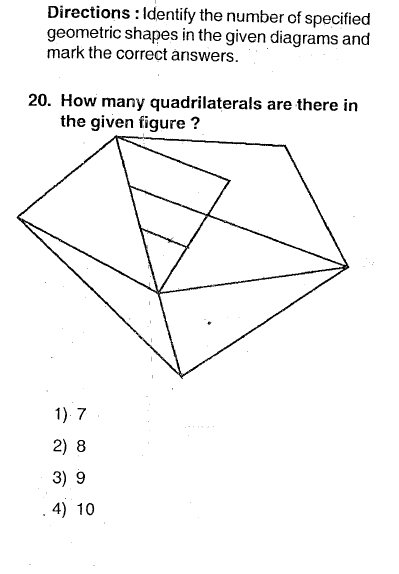 Directions : Identify the number of specified
geometric shapes in the given diagrams and
mark the correct answers.
20. How many quadrilaterals are there in
the given figure ?
1) 7
2) 8
3) 9
4) 10